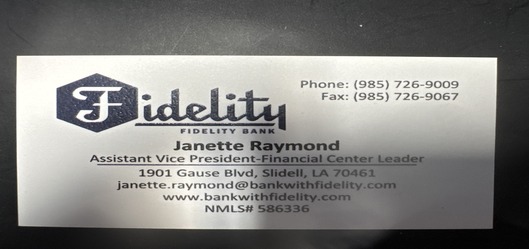 Fidelity
FIDELITY BANK
Phone: (985) 726-9009
Fax: (985) 726-9067
Janette Raymond
Assistant Vice President-Financial Center Leader
1901 Gause Blvd, Slidell, LA 70461
janette.raymond@bankwithfidelity.com
www.bankwithfidelity.com
NMLS# 586336